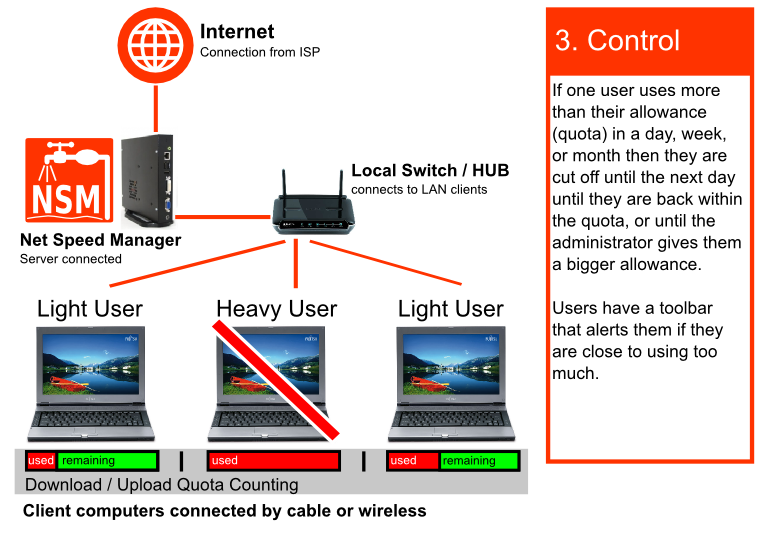 Internet
Connection from ISP
NSM
Local Switch / HUB
connects to LAN clients
Net Speed Manager
Server connected
Light User
Heavy User
Light User
FUJITSU
FUJITSU
used
remaining
used
used
remaining
Download / Upload Quota Counting
Client computers connected by cable or wireless
3. Control
If one user uses more
than their allowance
(quota) in a day, week,
or month then they are
cut off until the next day
until they are back within
the quota, or until the
administrator gives them
a bigger allowance.
Users have a toolbar
that alerts them if they
are close to using too
much.